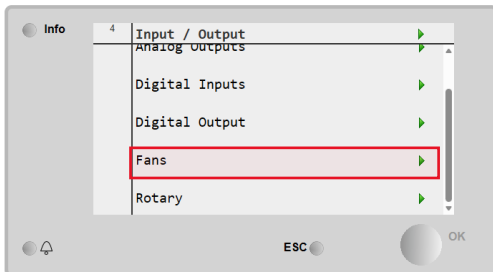 Info
4
Input / Output
Analog Outputs
Digital Inputs
Digital Output
Fans
Rotary
ESC
OK